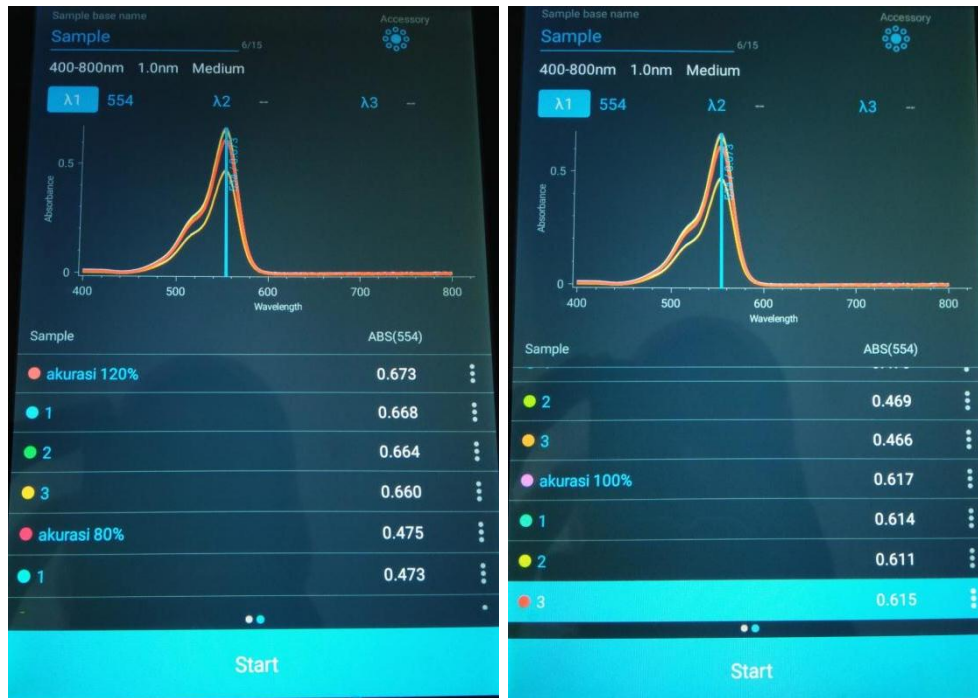 Sample base name
Accessory
Sample
6/15
400-800nm 1.0nm Medium
λ1 554 λ2 -- λ3 --
0.5
0
Absorbance
400 500 600 700 800
Wavelength
Sample ABS(554)
akurasi 120% 0.673
1 0.668
2 0.664
3 0.660
akurasi 80% 0.475
1 0.473
Start
Sample base name
Accessory
Sample
6/15
400-800nm 1.0nm Medium
λ1 554 λ2 -- λ3 --
0.5
0
Absorbance
400 500 600 700 800
Wavelength
Sample ABS(554)
2 0.469
3 0.466
akurasi 100% 0.617
1 0.614
2 0.611
3 0.615
Start